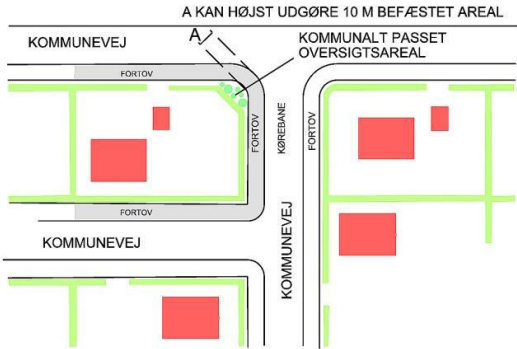 A KAN HØJST UDGØRE 10 M BEFÆSTET AREAL
KOMMUNEVEJ
A
KOMMUNALT PASSET
OVERSIGTSAREAL
FORTOV
FORTOV
KØREBANE
FORTOV
FORTOV
KOMMUNEVEJ
KOMMUNEVEJ